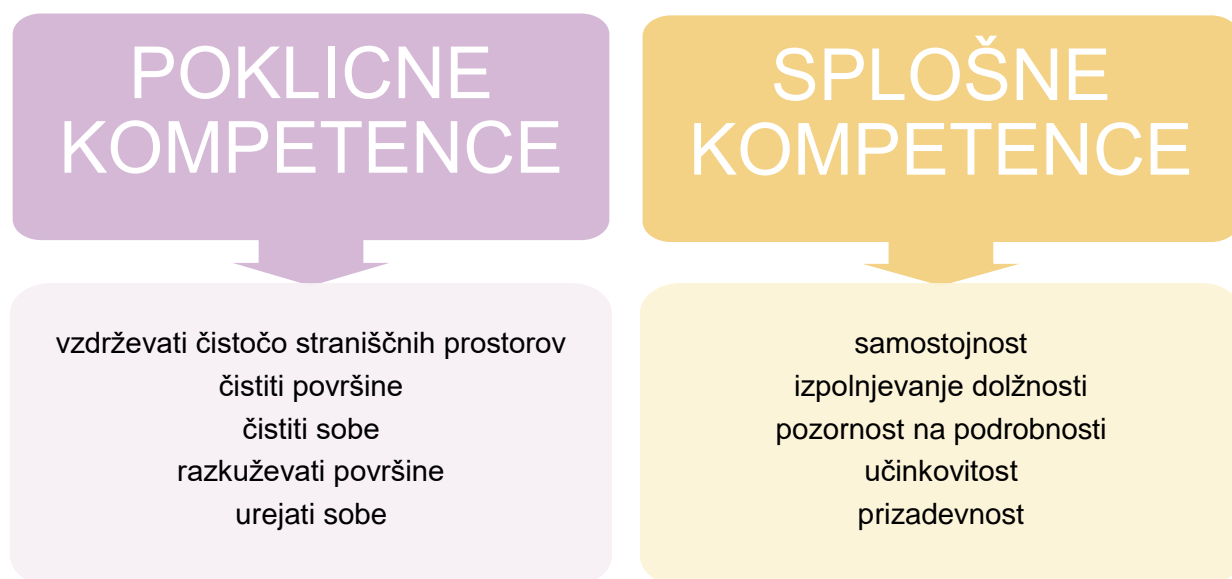 POKLICNE
KOMPETENCE
vzdrževati čistočo straniščnih prostorov
čistiti površine
čistiti sobe
razkuževati površine
urejati sobe
SPLOŠNE
KOMPETENCE
samostojnost
izpolnjevanje dolžnosti
pozornost na podrobnosti
učinkovitost
prizadevnost